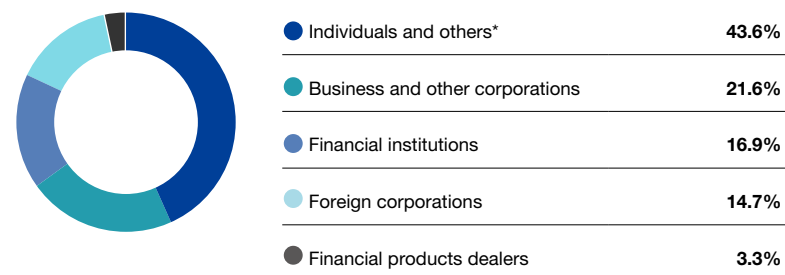 Individuals and others* 43.6%
Business and other corporations 21.6%
Financial institutions 16.9%
Foreign corporations 14.7%
Financial products dealers 3.3%